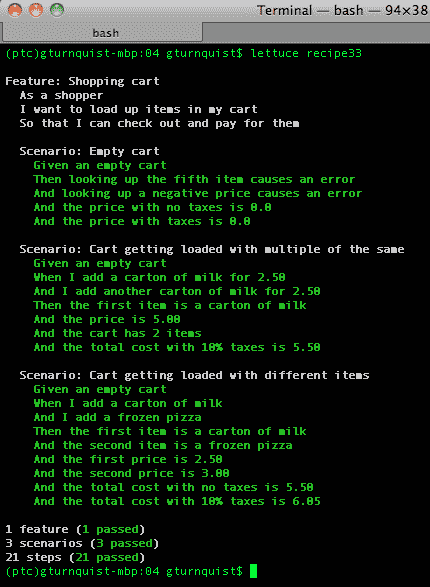 Terminal — bash — 94×38
bash
(ptc)gturnquist-mbp:04 gturnquist$ lettuce recipe33
Feature: Shopping cart
As a shopper
I want to load up items in my cart
So that I can check out and pay for them
Scenario: Empty cart
Given an empty cart
Then looking up the fifth item causes an error
And looking up a negative price causes an error
And the price with no taxes is 0.0
And the price with taxes is 0.0
Scenario: Cart getting loaded with multiple of the same
Given an empty cart
When I add a carton of milk for 2.50
And I add another carton of milk for 2.50
Then the first item is a carton of milk
And the price is 5.00
And the cart has 2 items
And the total cost with 10% taxes is 5.50
Scenario: Cart getting loaded with different items
Given an empty cart
When I add a carton of milk
And I add a frozen pizza
Then the first item is a carton of milk
And the second item is a frozen pizza
And the first price is 2.50
And the second price is 3.00
And the total cost with no taxes is 5.50
And the total cost with 10% taxes is 6.05
1 feature (1 passed)
3 scenarios (3 passed)
21 steps (21 passed)
(ptc)gturnquist-mbp:04 gturnquist$